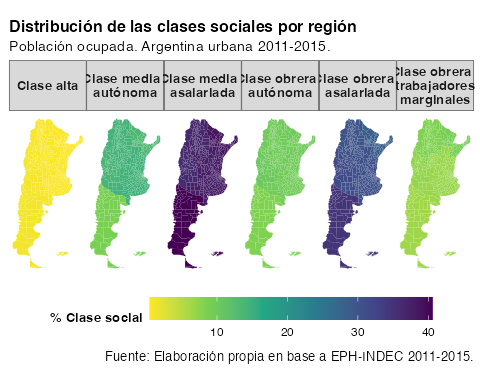 Distribución de las clases sociales por región
Población ocupada. Argentina urbana 2011-2015.
Clase alta
Clase media autónoma
Clase media asalariada
Clase obrera autónoma
Clase obrera asalariada
Clase obrera trabajadores marginales
% Clase social
10 20 30 40
Fuente: Elaboración propia en base a EPH-INDEC 2011-2015.